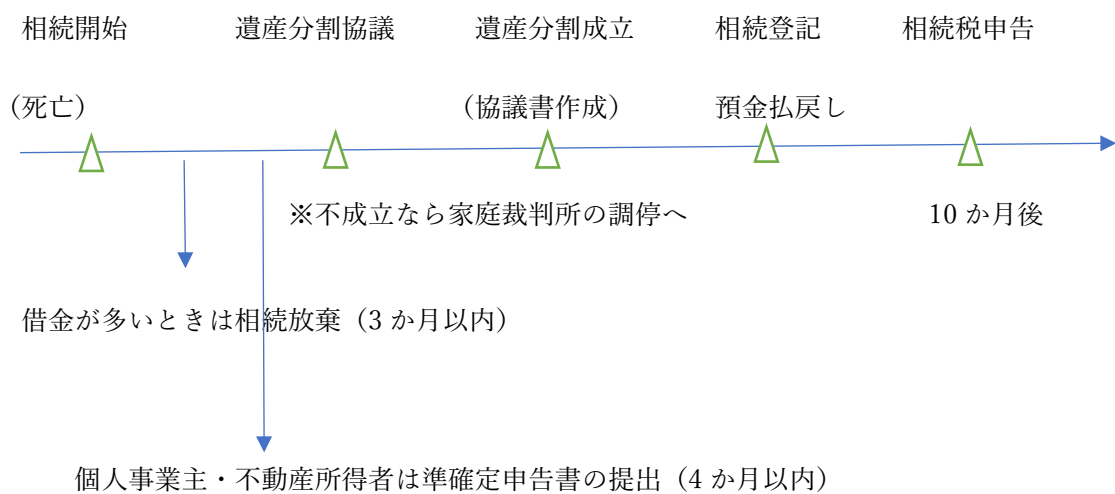 相続開始 遺産分割協議 遺産分割成立 相続登記 相続税申告
(死亡) (協議書作成) 預金払戻し
※不成立なら家庭裁判所の調停へ 10 か月後
借金が多いときは相続放棄（3 か月以内）
個人事業主・不動産所得者は準確定申告書の提出（4 か月以内）